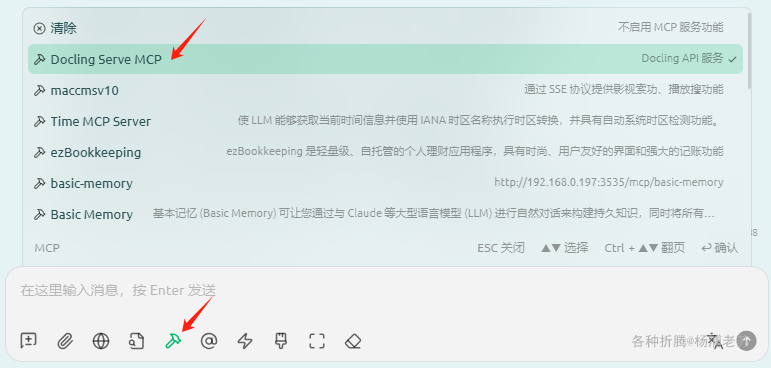 清除 不启用 MCP 服务功能
Docling Serve MCP Docling API 服务
maccmsv10 通过 SSE 协议提供影视索功、播放搜功能
Time MCP Server 使 LLM 能够获取当前时间信息并使用 IANA 时区名称执行时区转换，并具有自动系统时区检测功能。
ezBookkeeping ezBookkeeping 是轻量级、自托管的个人理财应用程序，具有时尚、用户友好的界面和强大的记账功能
basic-memory http://192.168.0.197:3535/mcp/basic-memory
Basic Memory 基本记忆 (Basic Memory) 可让您通过与 Claude 等大型语言模型 (LLM) 进行自然对话来构建持久知识，同时将所有…
MCP ESC 关闭 ▲▼ 选择 Ctrl + ▲▼ 翻页 ↩ 确认
在这里输入消息，按 Enter 发送
各种折腾@杨 老